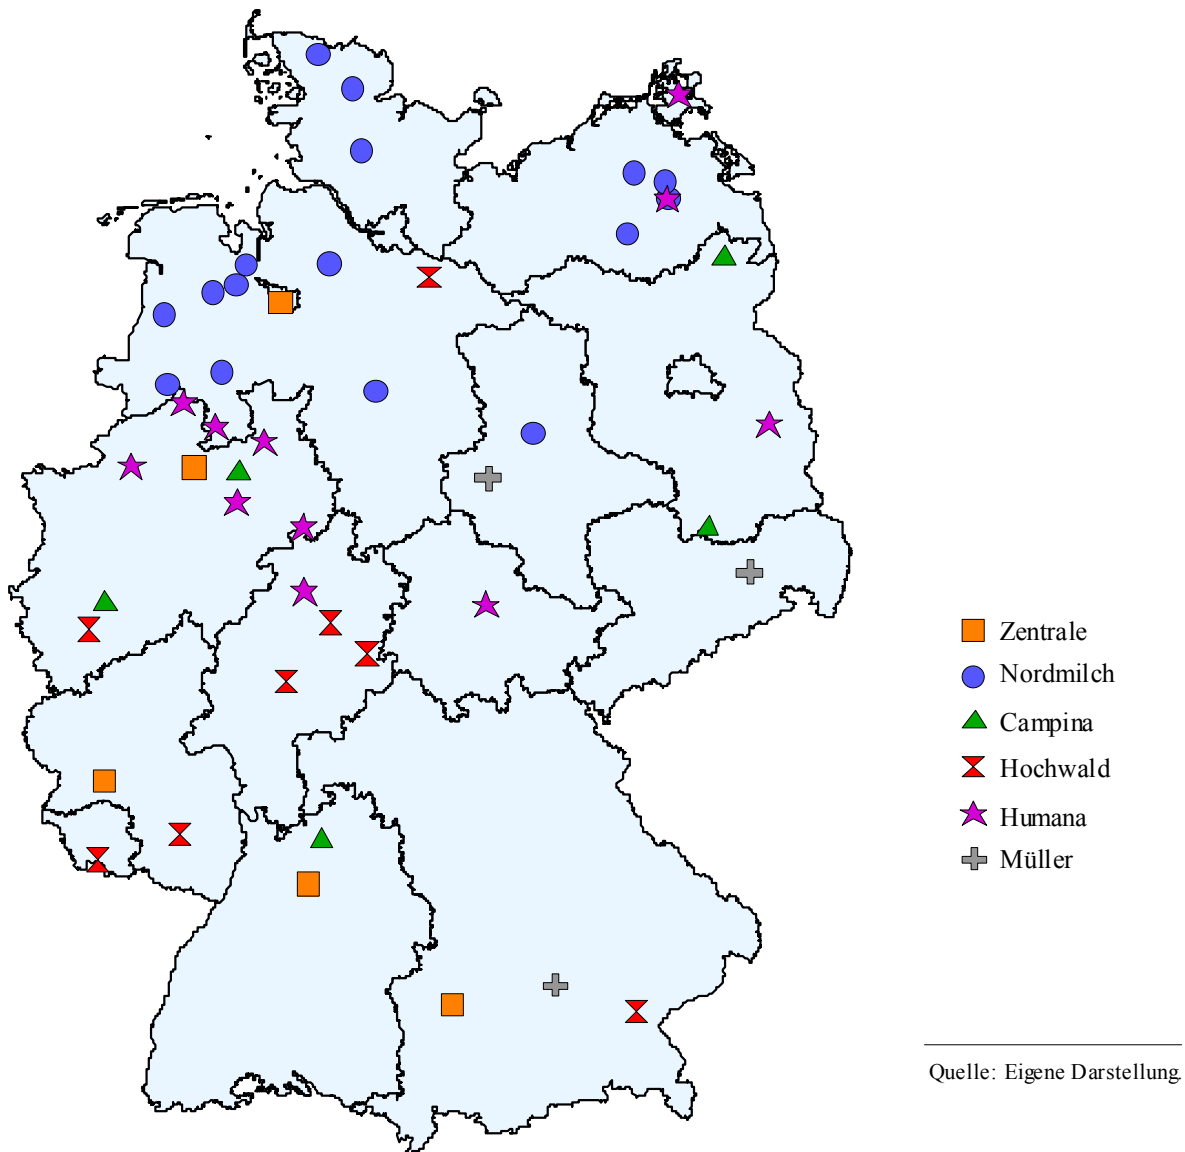 Zentrale
Nordmilch
Campina
Hochwald
Humana
Müller
Quelle: Eigene Darstellung.